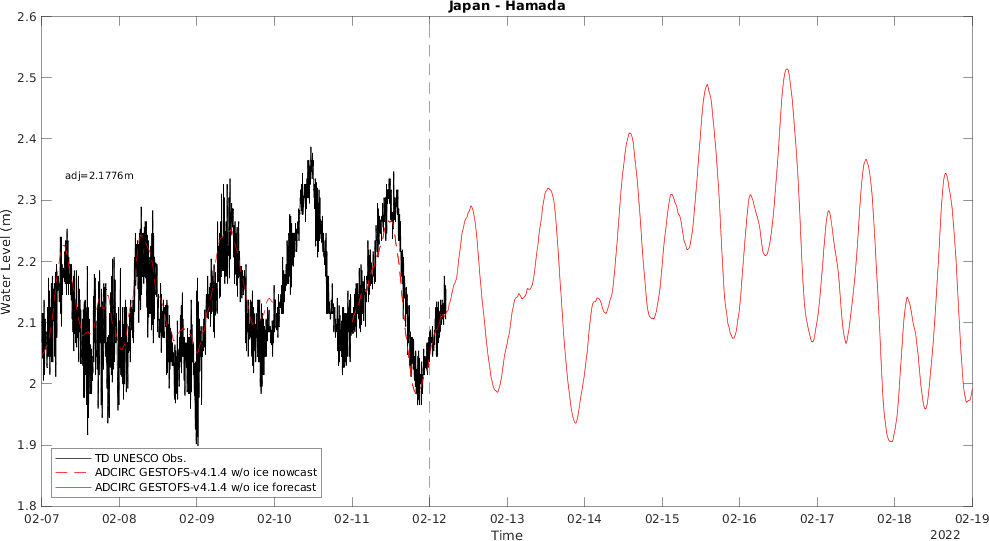 Japan - Hamada
2.6
2.5
2.4
2.3
2.2
2.1
2
1.9
1.8
Water Level (m)
adj=2.1776m
TD UNESCO Obs.
ADCIRC GESTOFS-v4.1.4 w/o ice nowcast
ADCIRC GESTOFS-v4.1.4 w/o ice forecast
02-07 02-08 02-09 02-10 02-11 02-12 02-13 02-14 02-15 02-16 02-17 02-18 02-19
Time
2022